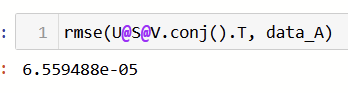 : 1 rmse(U@S@V.conj().T, data_A)
: 6.559488e-05